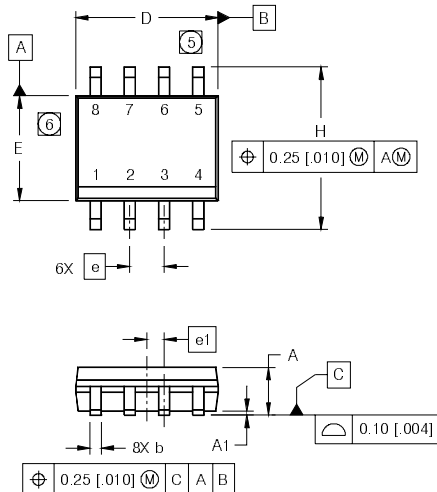 D
B
5
A
8 7 6 5
6
E
H
⌖ 0.25 [.010] Ⓜ AⓂ
1 2 3 4
6X e
e1
A
C
A1
8X b
⌓ 0.10 [.004]
⌖ 0.25 [.010] Ⓜ C A B